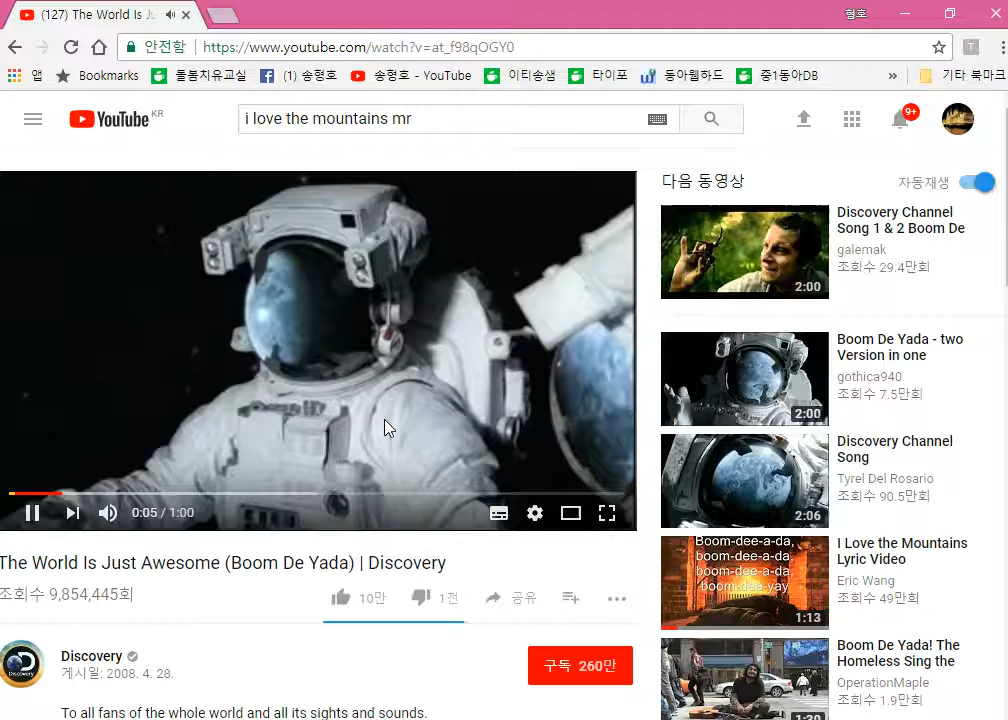 (127) The World Is Ju
형호
안전함
https://www.youtube.com/watch?v=at_f98qOGY0
앱
Bookmarks
돌봄치유교실
(1) 송형호
송형호 - YouTube
이티송샘
타이포
동아웹하드
중1동아DB
»
기타 북마크
YouTube KR
i love the mountains mr
9+
다음 동영상
자동재생
Discovery Channel
Song 1 & 2 Boom De
galemak
조회수 29.4만회
2:00
Boom De Yada - two
Version in one
gothica940
조회수 7.5만회
2:00
Discovery Channel
Song
Tyrel Del Rosario
조회수 90.5만회
2:06
Boom-dee-a-da,
boom-dee-a-da,
boom-dee-a-da,
boom-dee-yay
1:13
I Love the Mountains
Lyric Video
Eric Wang
조회수 49만회
Boom De Yada! The
Homeless Sing the
OperationMaple
조회수 1.9만회
1:20
0:05 / 1:00
The World Is Just Awesome (Boom De Yada) | Discovery
조회수 9,854,445회
10만
1천
공유
Discovery
게시일: 2008. 4. 28.
구독 260만
To all fans of the whole world and all its sights and sounds.